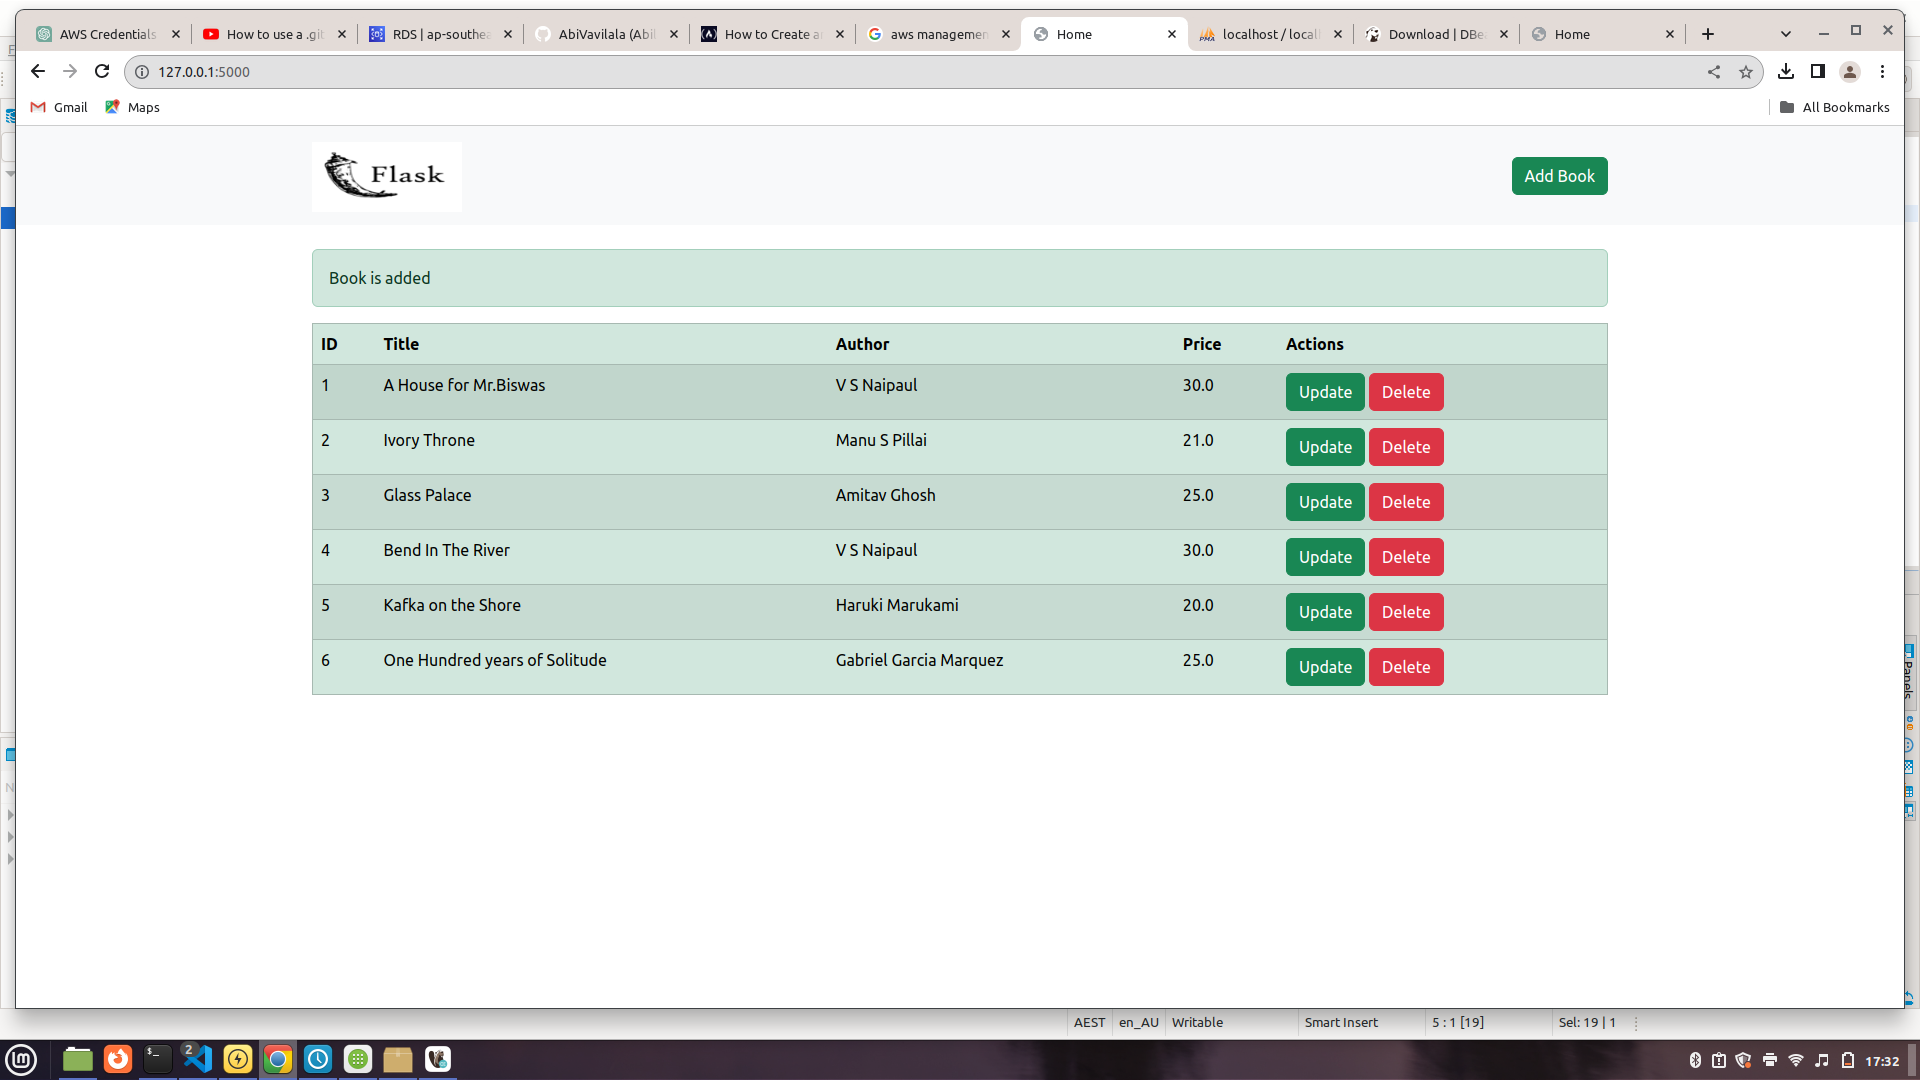 AWS Credentials
How to use a .git
RDS | ap-southea
AbiVavilala (Abil
How to Create a
aws managemen
Home
localhost / local
Download | DBe
Home
127.0.0.1:5000
Gmail
Maps
All Bookmarks
Flask
Add Book
Book is added
ID Title Author Price Actions
1 A House for Mr.Biswas V S Naipaul 30.0 Update Delete
2 Ivory Throne Manu S Pillai 21.0 Update Delete
3 Glass Palace Amitav Ghosh 25.0 Update Delete
4 Bend In The River V S Naipaul 30.0 Update Delete
5 Kafka on the Shore Haruki Marukami 20.0 Update Delete
6 One Hundred years of Solitude Gabriel Garcia Marquez 25.0 Update Delete
Panels
AEST en_AU Writable Smart Insert 5 : 1 [19] Sel: 19 | 1
2
17:32